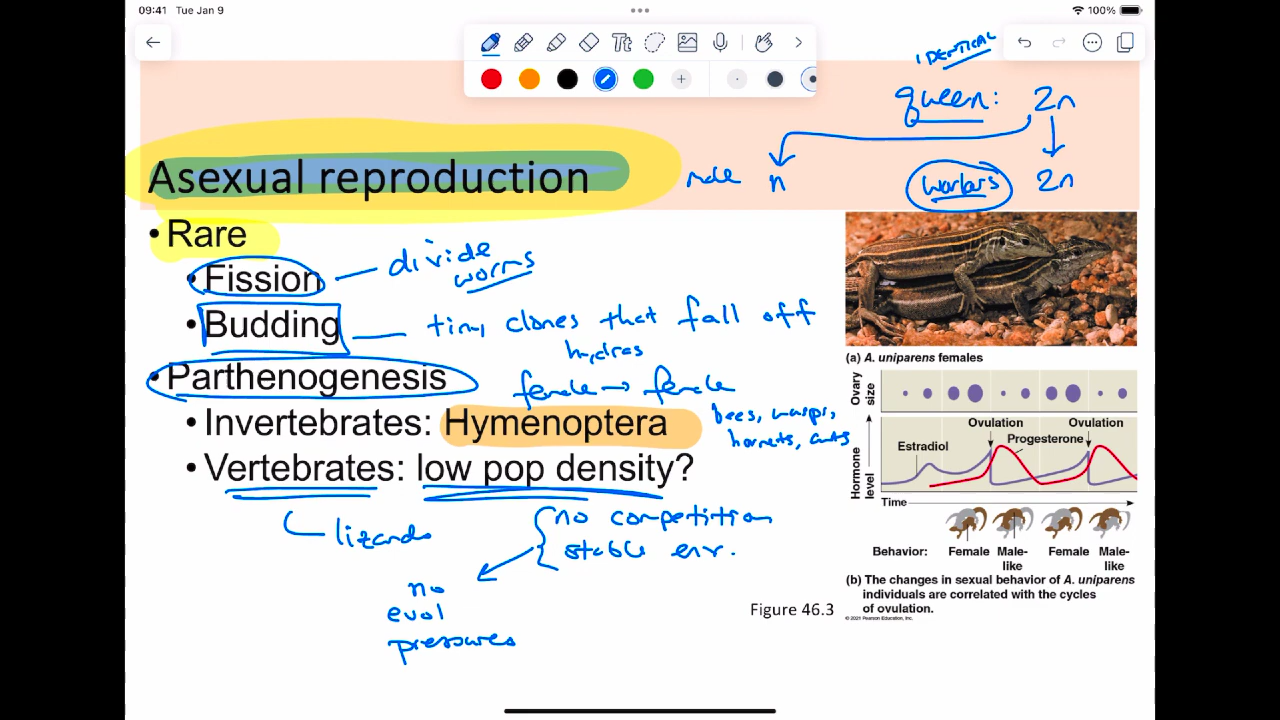 09:41 Tue Jan 9
100%
Tt
IDENTICAL
queen: 2n
male n
workers 2n
Asexual reproduction
• Rare
• Fission — divide
worms
• Budding — tiny clones that fall off
hydras
• Parthenogenesis female → female
• Invertebrates: Hymenoptera
bees, wasps,
hornets, ants
• Vertebrates: low pop density?
lizards
no competition
stable env.
no
evol
pressures
(a) A. uniparens females
Ovary
size
Ovulation
Ovulation
Estradiol
Progesterone
Hormone
level
Time
Behavior: Female Male-
like Female Male-
like
(b) The changes in sexual behavior of A. uniparens
individuals are correlated with the cycles
of ovulation.
© 2021 Pearson Education, Inc.
Figure 46.3